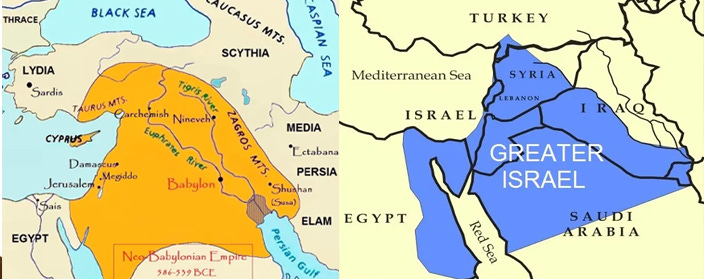 BLACK SEA
CAUCASUS MTS.
CASPIAN SEA
THRACE
SCYTHIA
LYDIA
Sardis
TAURUS MTS.
Carchemish
Tigris River
Nineveh
ZAGROS MTS.
MEDIA
Ectabana
CYPRUS
Euphrates River
PERSIA
Damascus
Megiddo
Jerusalem
Babylon
Shushan
(Susa)
ELAM
Sais
EGYPT
Persian Gulf
Neo-Babylonian Empire
586-539 BCE
TURKEY
Mediterranean Sea
SYRIA
LEBANON
IRAQ
ISRAEL
GREATER
ISRAEL
EGYPT
Red Sea
SAUDI
ARABIA